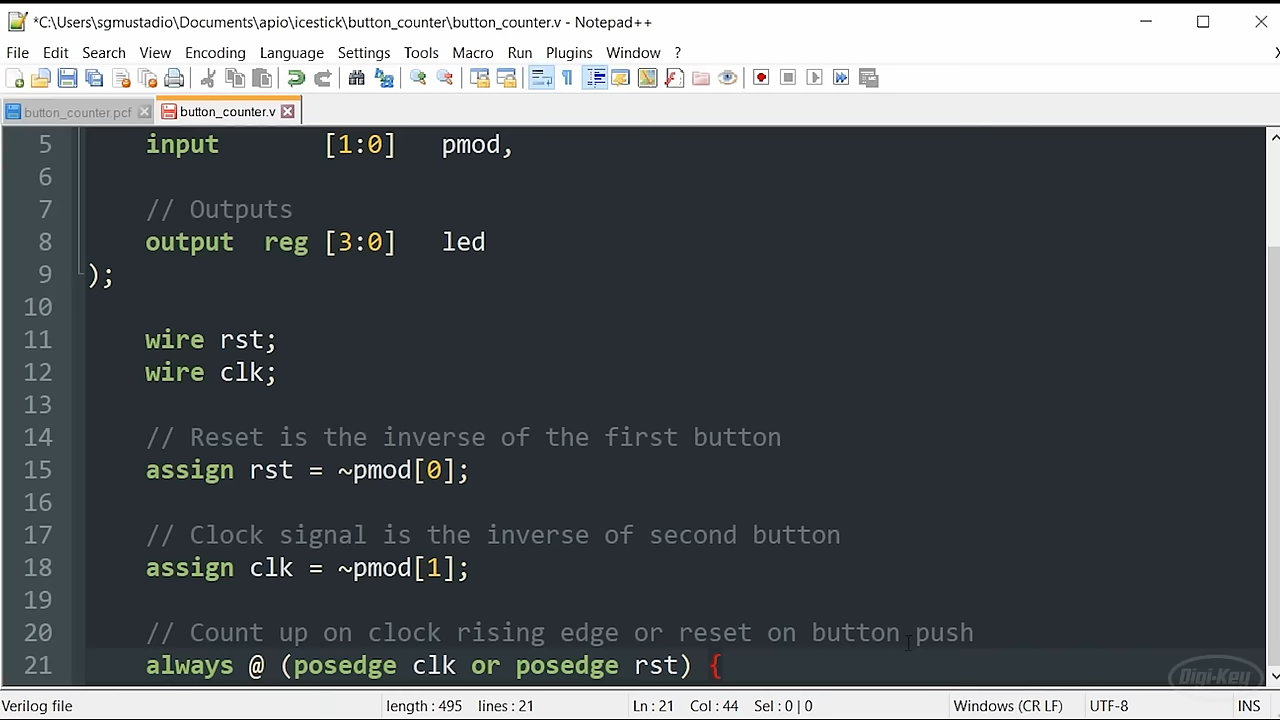 *C:\Users\sgmustadio\Documents\apio\icestick\button_counter\button_counter.v - Notepad++
File Edit Search View Encoding Language Settings Tools Macro Run Plugins Window ?
button_counter.pcf button_counter.v
5 input [1:0] pmod,
6
7 // Outputs
8 output reg [3:0] led
9 );
10
11 wire rst;
12 wire clk;
13
14 // Reset is the inverse of the first button
15 assign rst = ~pmod[0];
16
17 // Clock signal is the inverse of second button
18 assign clk = ~pmod[1];
19
20 // Count up on clock rising edge or reset on button push
21 always @ (posedge clk or posedge rst) {
Digi-Key
Verilog file length : 495 lines : 21 Ln : 21 Col : 44 Sel : 0 | 0 Windows (CR LF) UTF-8 INS